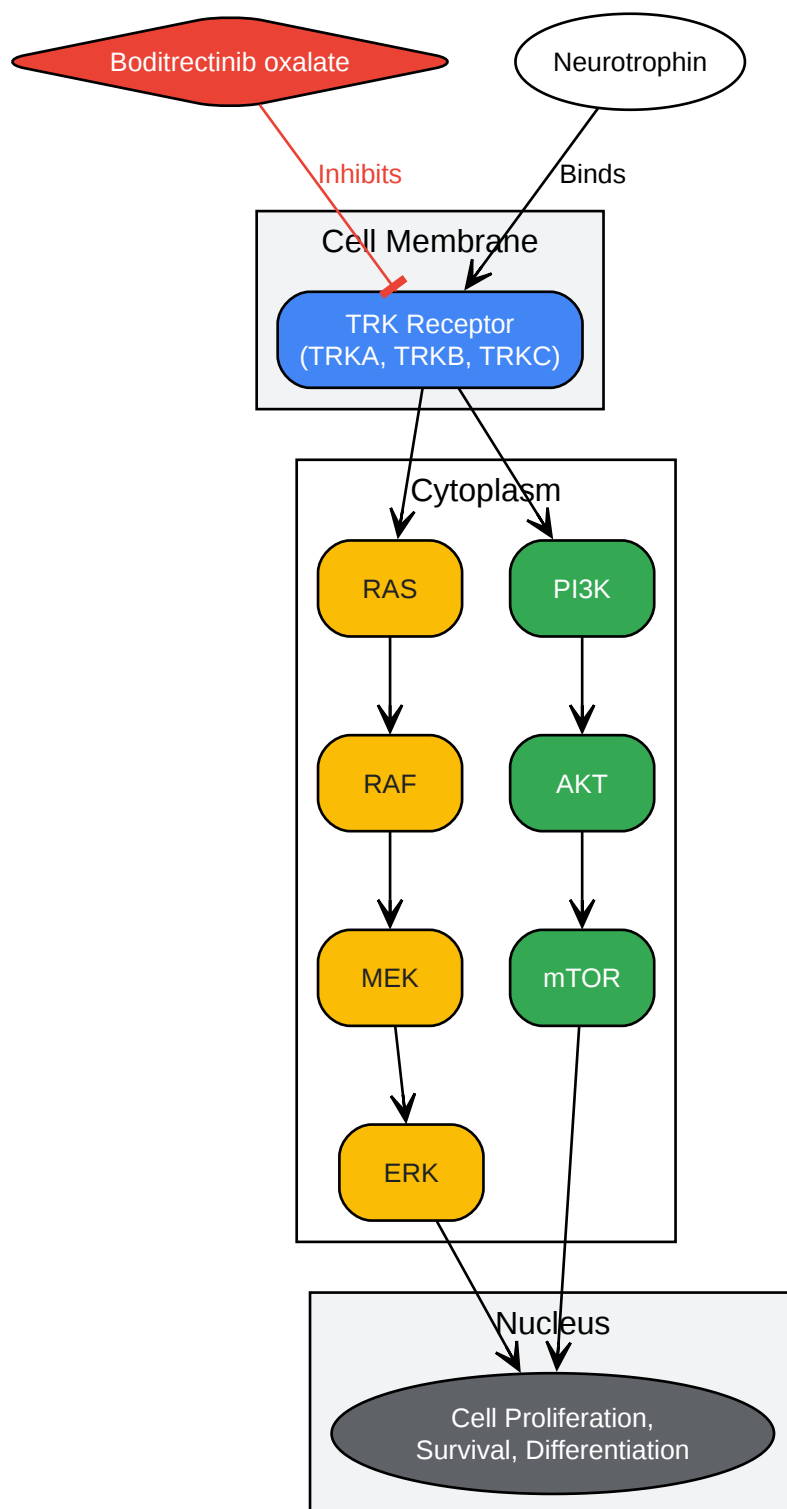 Boditrectinib oxalate
Neurotrophin
Inhibits
Binds
Cell Membrane
TRK Receptor
(TRKA, TRKB, TRKC)
Cytoplasm
RAS
PI3K
RAF
AKT
MEK
mTOR
ERK
Nucleus
Cell Proliferation,
Survival, Differentiation